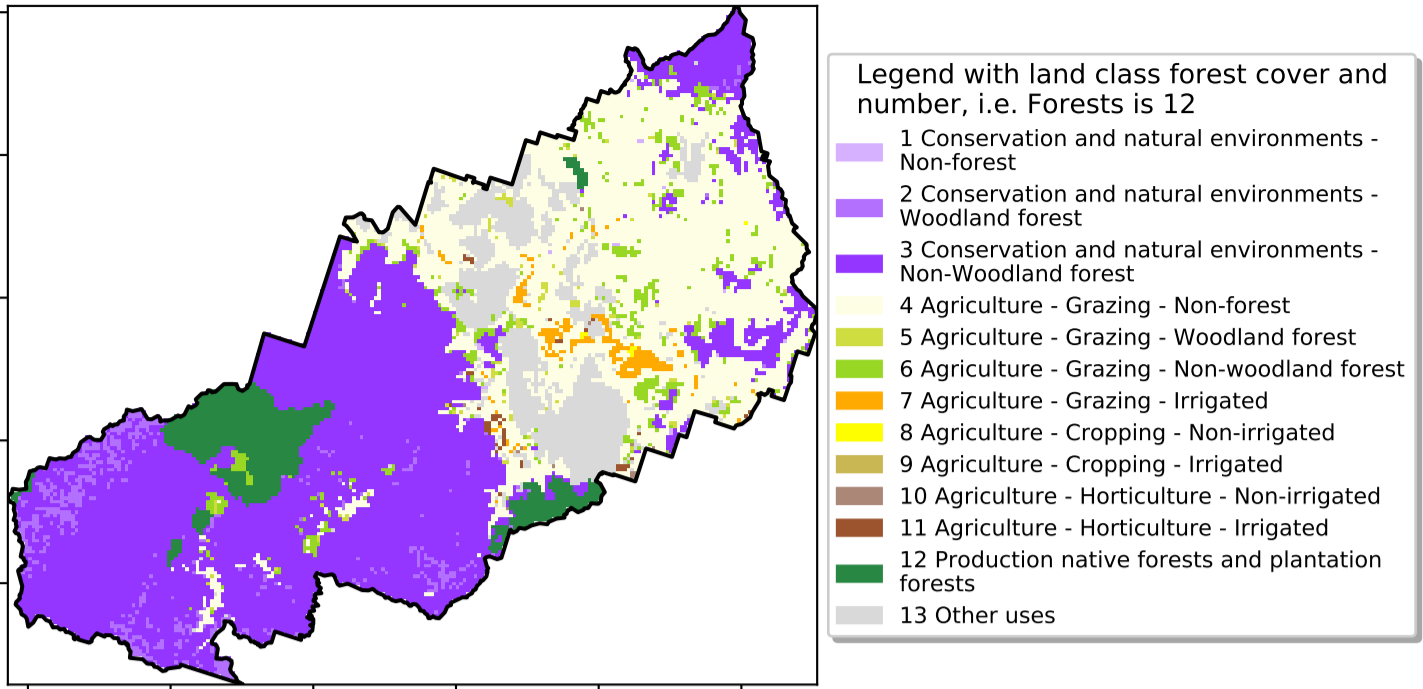 Legend with land class forest cover and
number, i.e. Forests is 12
1 Conservation and natural environments -
Non-forest
2 Conservation and natural environments -
Woodland forest
3 Conservation and natural environments -
Non-Woodland forest
4 Agriculture - Grazing - Non-forest
5 Agriculture - Grazing - Woodland forest
6 Agriculture - Grazing - Non-woodland forest
7 Agriculture - Grazing - Irrigated
8 Agriculture - Cropping - Non-irrigated
9 Agriculture - Cropping - Irrigated
10 Agriculture - Horticulture - Non-irrigated
11 Agriculture - Horticulture - Irrigated
12 Production native forests and plantation
forests
13 Other uses